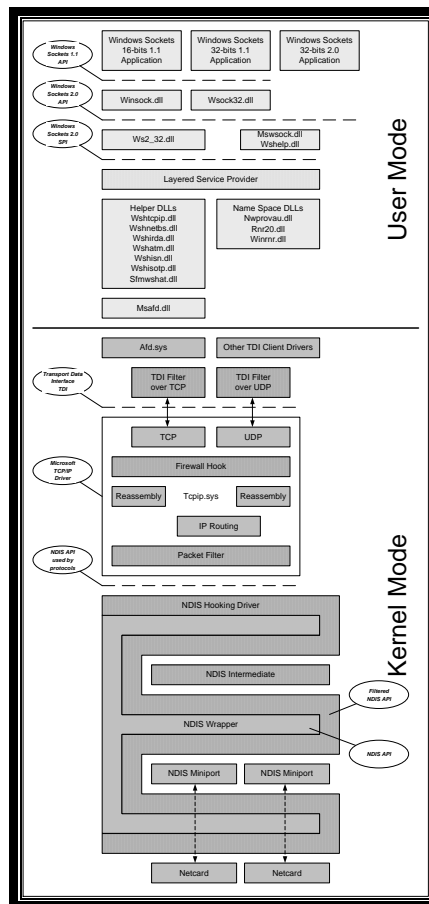 Windows Sockets
16-bits 1.1
Application
Windows Sockets
32-bits 1.1
Application
Windows Sockets
32-bits 2.0
Application
Windows
Sockets 1.1
API
Winsock.dll
Wsock32.dll
Windows
Sockets 2.0
API
Ws2_32.dll
Mswsock.dll
Wshelp.dll
Windows
Sockets 2.0
SPI
Layered Service Provider
Helper DLLs
Wshtcpip.dll
Wshnetbs.dll
Wshirda.dll
Wshatm.dll
Wshisn.dll
Wshisotp.dll
Sfmwshat.dll
Name Space DLLs
Nwprovau.dll
Rnr20.dll
Winrnr.dll
Msafd.dll
User Mode
Afd.sys
Other TDI Client Drivers
TDI Filter
over TCP
TDI Filter
over UDP
Transport Data
Interface
TDI
TCP
UDP
Firewall Hook
Microsoft
TCP/IP
Driver
Reassembly
Tcpip.sys
Reassembly
IP Routing
Packet Filter
NDIS API
used by
protocols
Kernel Mode
NDIS Hooking Driver
NDIS Intermediate
Filtered
NDIS API
NDIS Wrapper
NDIS API
NDIS Miniport
NDIS Miniport
Netcard
Netcard